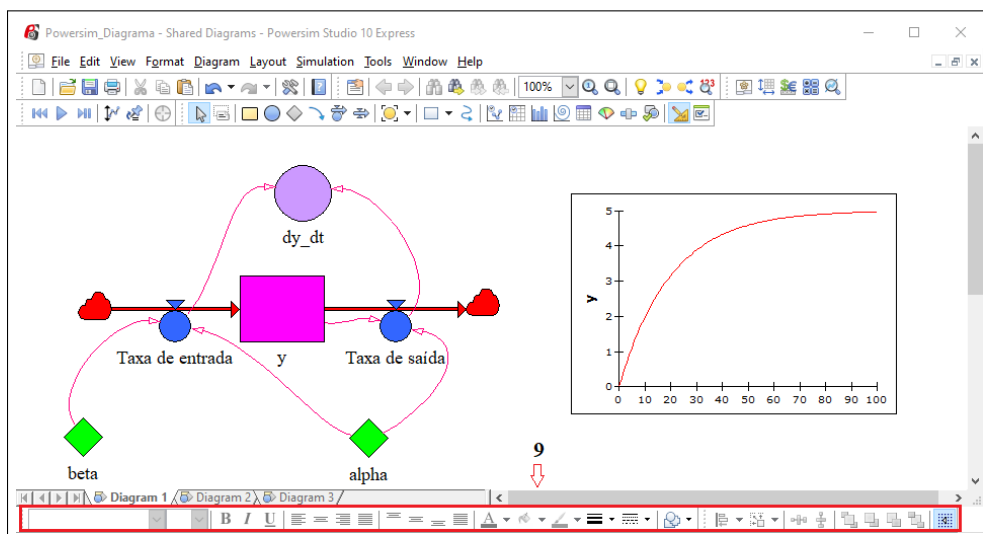 Powersim_Diagrama - Shared Diagrams - Powersim Studio 10 Express
File Edit View Format Diagram Layout Simulation Tools Window Help
100%
dy_dt
Taxa de entrada
y
Taxa de saída
beta
alpha
y
5
4
3
2
1
0
0 10 20 30 40 50 60 70 80 90 100
9
Diagram 1 Diagram 2 Diagram 3
B I U A